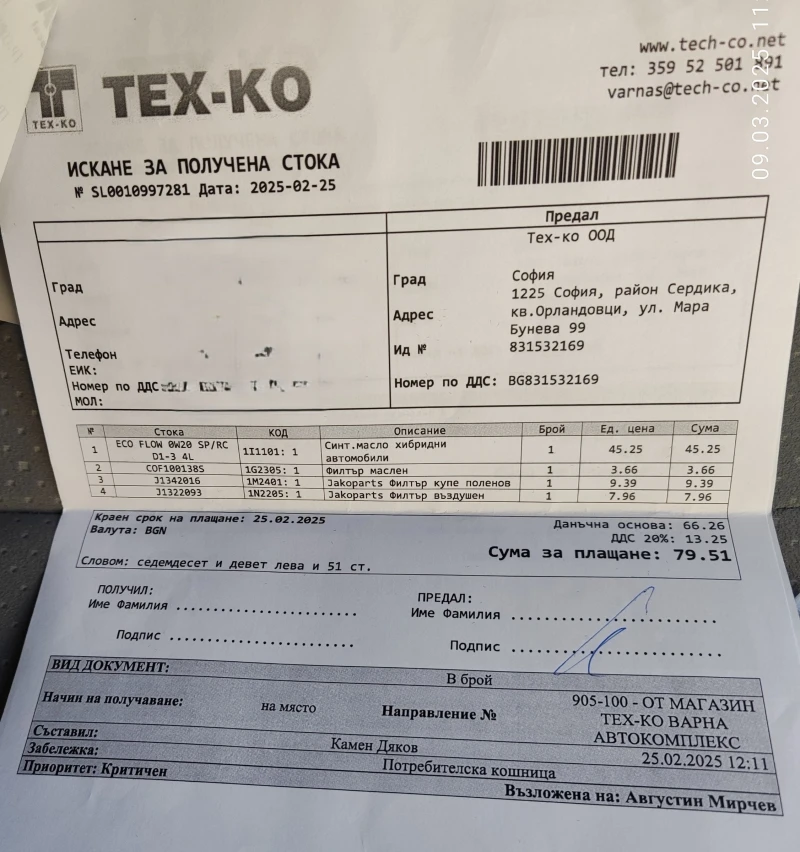 www.tech-co.net
ТЕХ-КО
тел: 359 52 501 891
varnas@tech-co.net
ТЕХ-КО
09.03.2025 11:
ИСКАНЕ ЗА ПОЛУЧЕНА СТОКА
№ SL0010997281 Дата: 2025-02-25
Предал
Тех-ко ООД
Град
Град София
Адрес
Адрес 1225 София, район Сердика,
кв.Орландовци, ул. Мара
Бунева 99
Телефон
Ид № 831532169
ЕИК:
Номер по ДДС:
Номер по ДДС: BG831532169
МОЛ:
№ Стока КОД Описание Брой Ед. цена Сума
1 ECO FLOW 0W20 SP/RC D1-3 4L 1I1101: 1 Синт.масло хибридни автомобили 1 45.25 45.25
2 COF100138S 1G2305: 1 Филтър маслен 1 3.66 3.66
3 J1342016 1M2401: 1 Jakoparts Филтър купе поленов 1 9.39 9.39
4 J1322093 1N2205: 1 Jakoparts Филтър въздушен 1 7.96 7.96
Краен срок на плащане: 25.02.2025
Данъчна основа: 66.26
Валута: BGN
ДДС 20%: 13.25
Сума за плащане: 79.51
Словом: седемдесет и девет лева и 51 ст.
ПОЛУЧИЛ:
ПРЕДАЛ:
Име Фамилия ............................
Име Фамилия ............................
Подпис ............................
Подпис ............................
ВИД ДОКУМЕНТ:
В брой
Начин на получаване: на място Направление № 905-100 - ОТ МАГАЗИН
ТЕХ-КО ВАРНА
АВТОКОМПЛЕКС
Съставил: Камен Дяков 25.02.2025 12:11
Забележка: Потребителска кошница
Приоритет: Критичен
Възложена на: Августин Мирчев